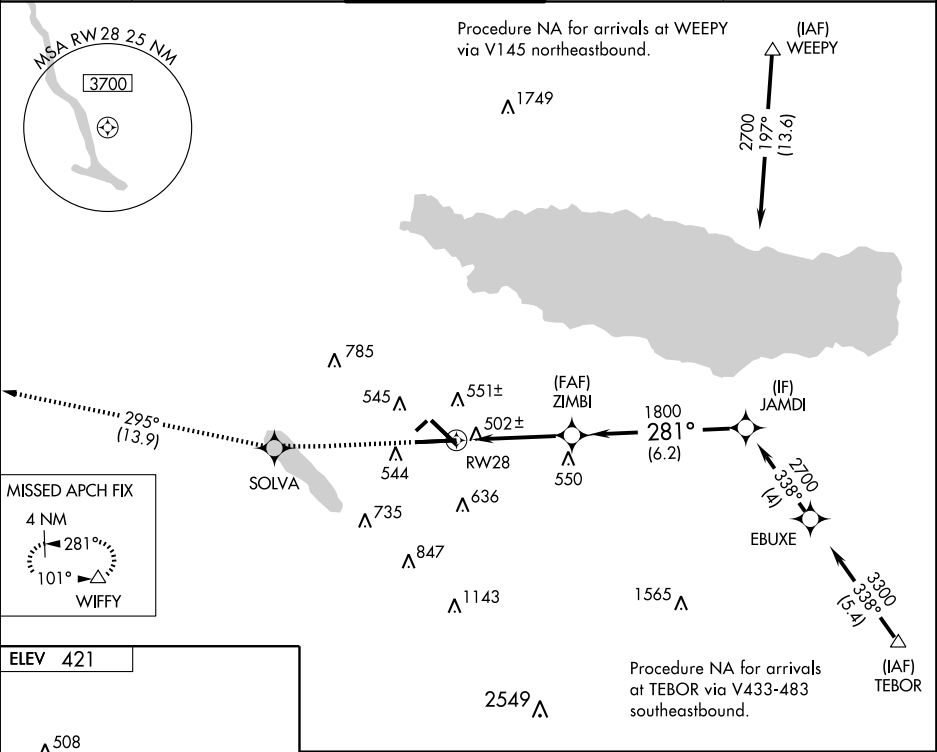 MSA RW28 25 NM
3700
Procedure NA for arrivals at WEEPY
via V145 northeastbound.
(IAF)
WEEPY
1749
2700
197°
(13.6)
785
545
551±
(FAF)
ZIMBI
(IF)
JAMDI
295°
(13.9)
502±
1800
281°
(6.2)
SOLVA
544
RW28
550
2700
338°
(4)
MISSED APCH FIX
4 NM
281°
101°
WIFFY
735
636
EBUXE
847
1143
1565
3300
338°
(5.4)
ELEV 421
Procedure NA for arrivals
at TEBOR via V433-483
southeastbound.
(IAF)
TEBOR
2549
508